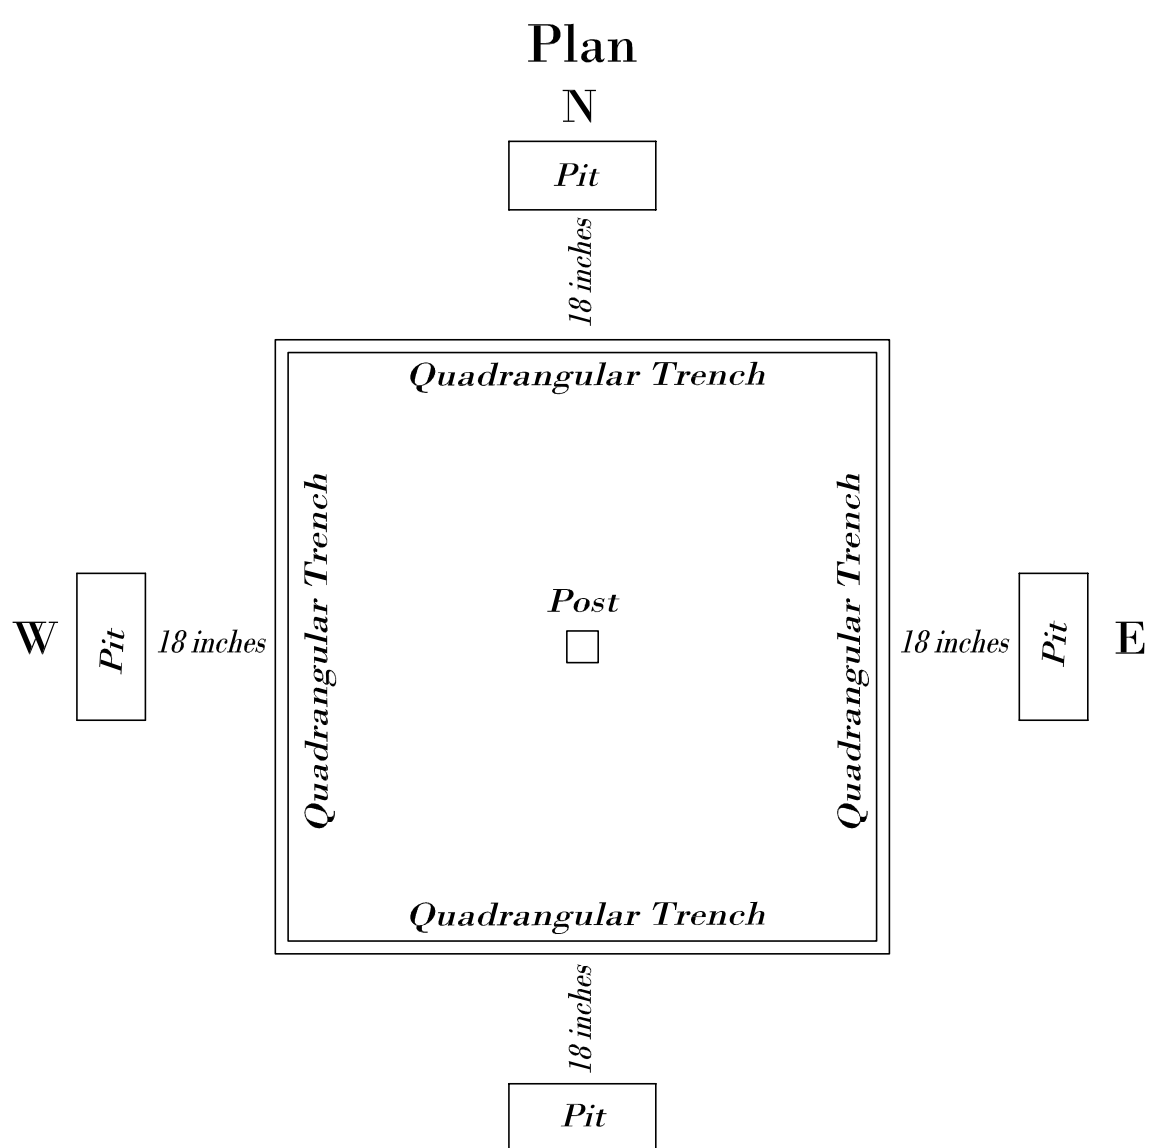 Plan
N
Pit
18 inches
Quadrangular Trench
Quadrangular Trench
Quadrangular Trench
Post
W
Pit
18 inches
18 inches
Pit
E
Quadrangular Trench
18 inches
Pit